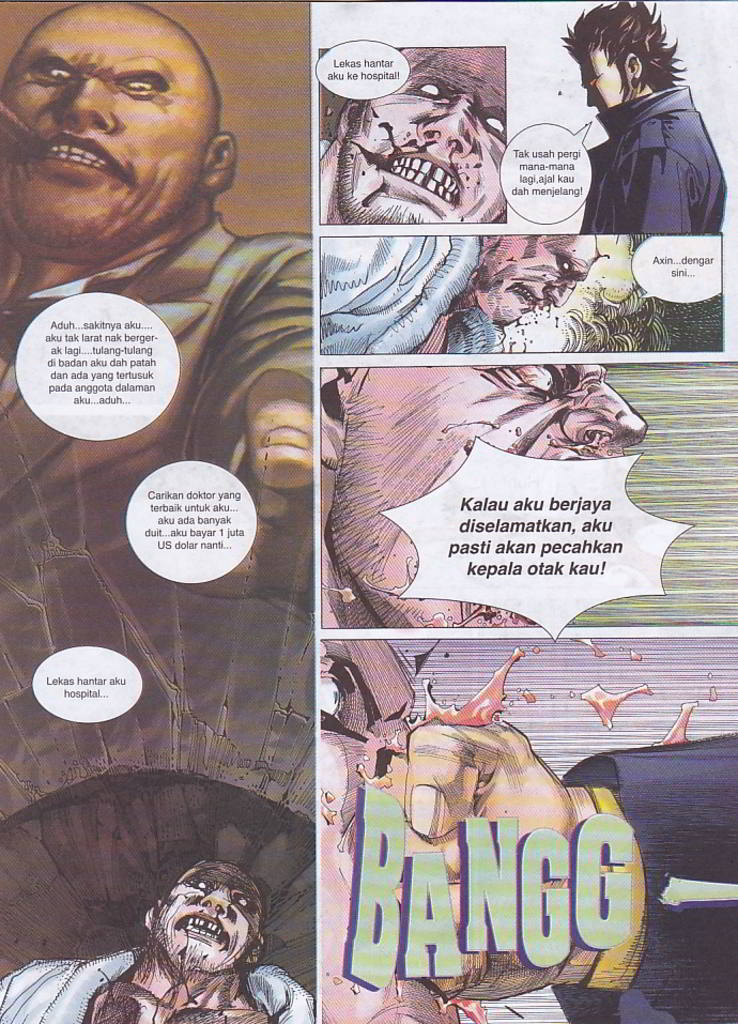 Aduh...sakitnya aku....
aku tak larat nak berger-
ak lagi....tulang-tulang
di badan aku dah patah
dan ada yang tertusuk
pada anggota dalaman
aku...aduh...
Carikan doktor yang
terbaik untuk aku...
aku ada banyak
duit...aku bayar 1 juta
US dolar nanti...
Lekas hantar aku
hospital...
Lekas hantar
aku ke hospital!
Tak usah pergi
mana-mana
lagi,ajal kau
dah menjelang!
Axin...dengar
sini...
Kalau aku berjaya
diselamatkan, aku
pasti akan pecahkan
kepala otak kau!
BANGG